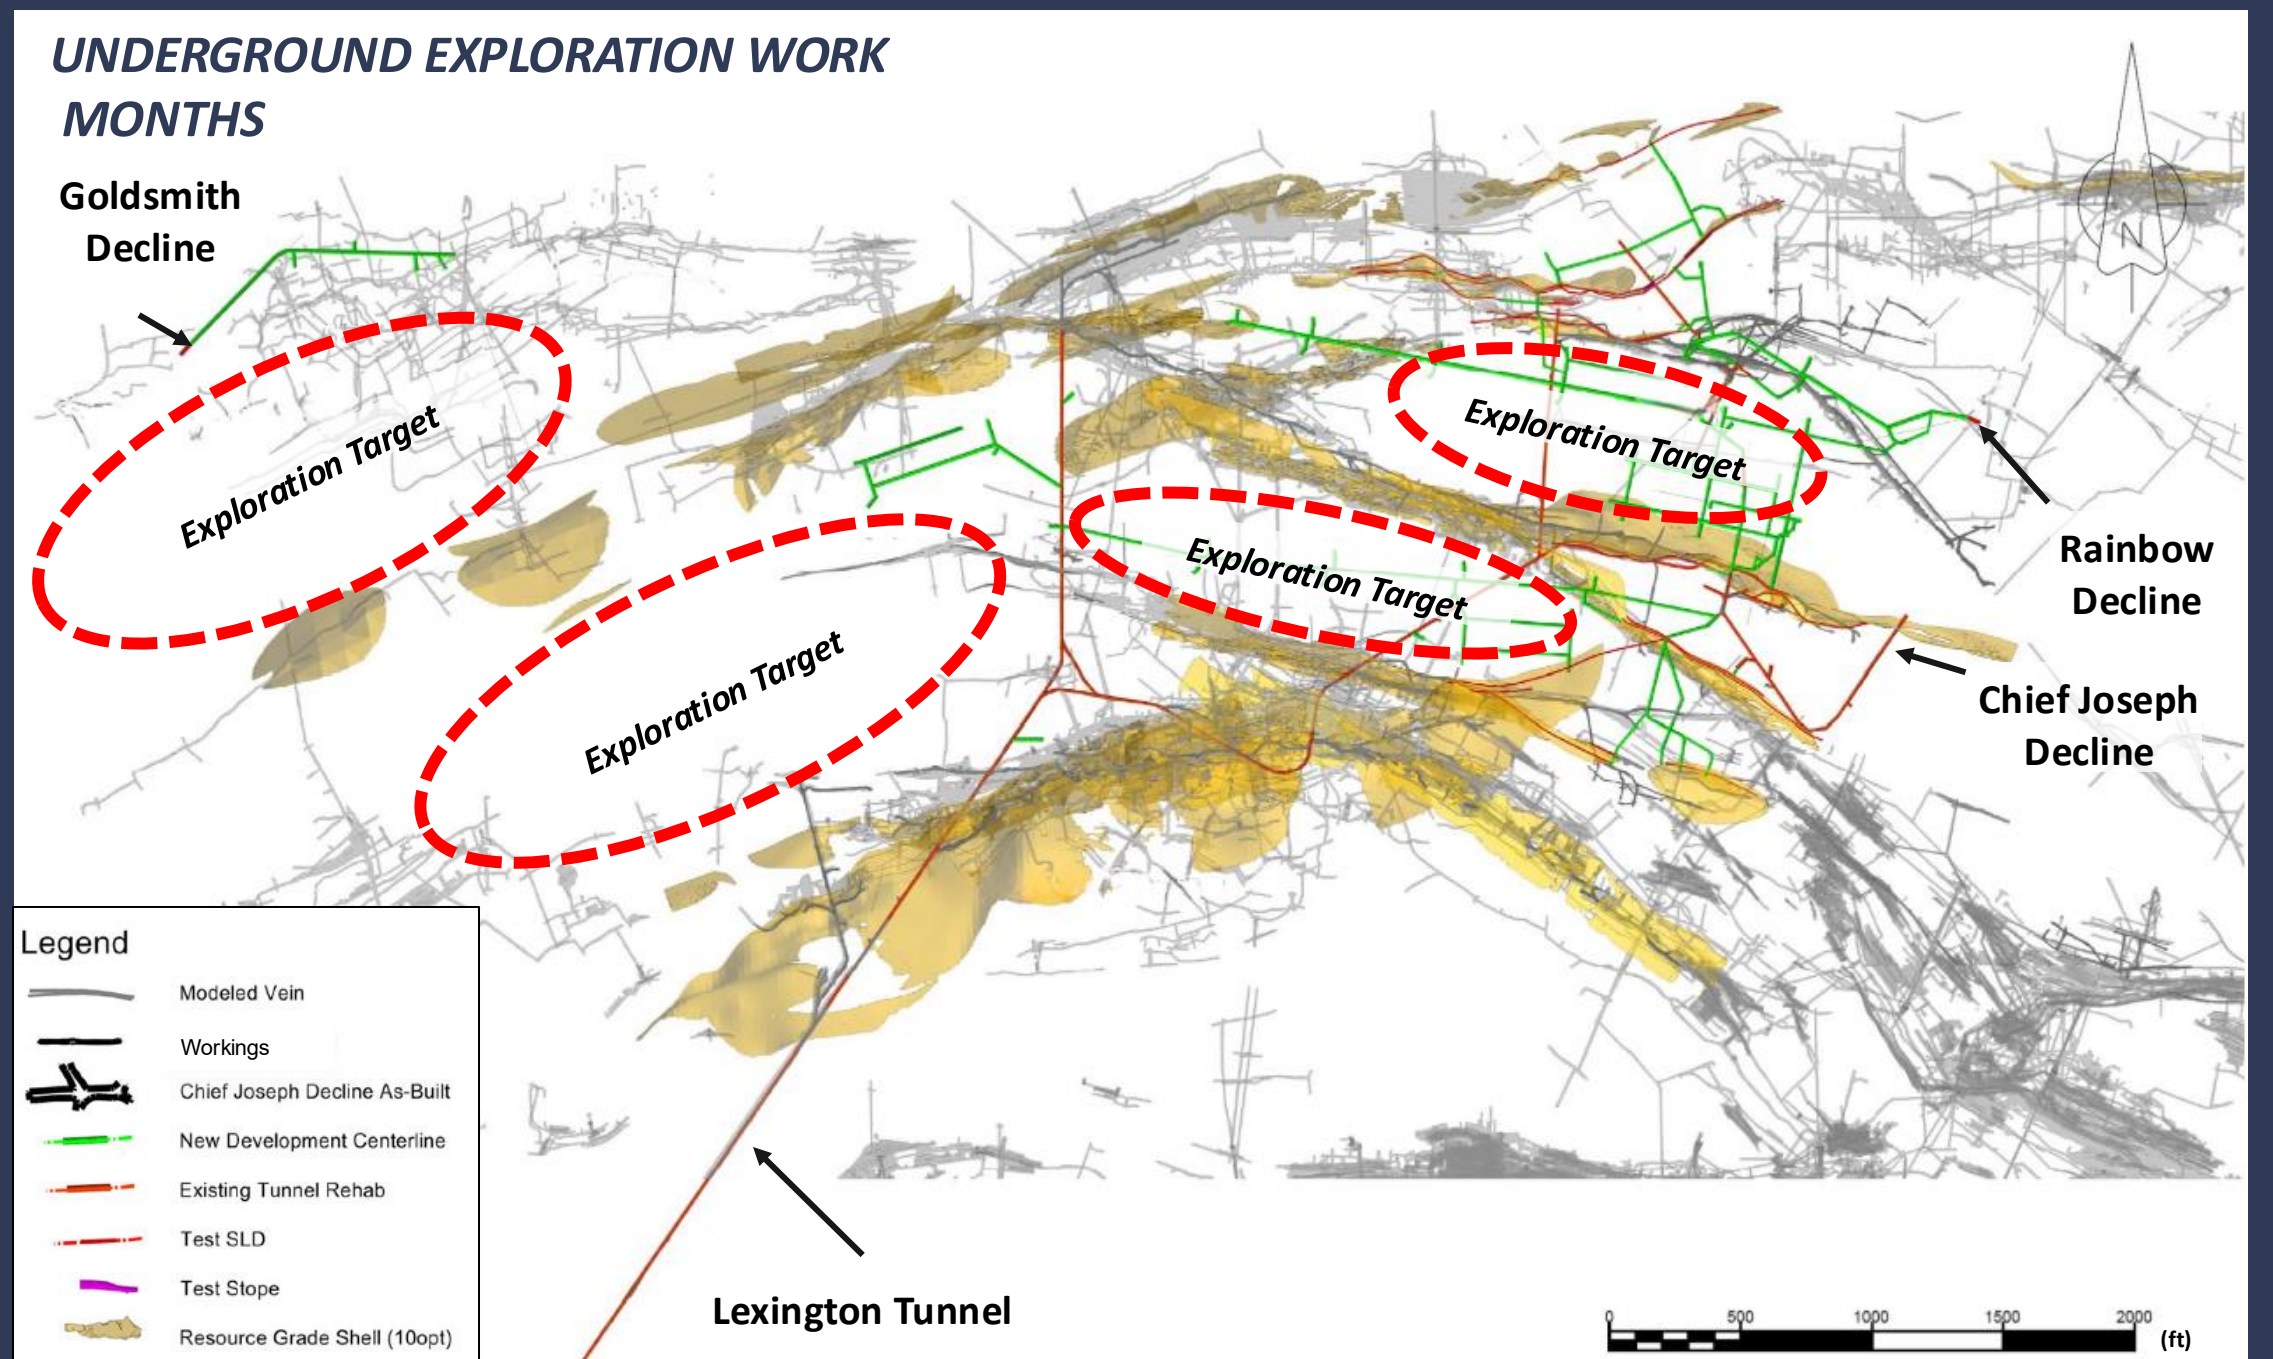 UNDERGROUND EXPLORATION WORK
MONTHS
Goldsmith
Decline
Exploration Target
Exploration Target
Exploration Target
Exploration Target
N
Rainbow
Decline
Chief Joseph
Decline
Lexington Tunnel
Legend
Modeled Vein
Workings
Chief Joseph Decline As-Built
New Development Centerline
Existing Tunnel Rehab
Test SLD
Test Stope
Resource Grade Shell (10opt)
0 500 1000 1500 2000 (ft)